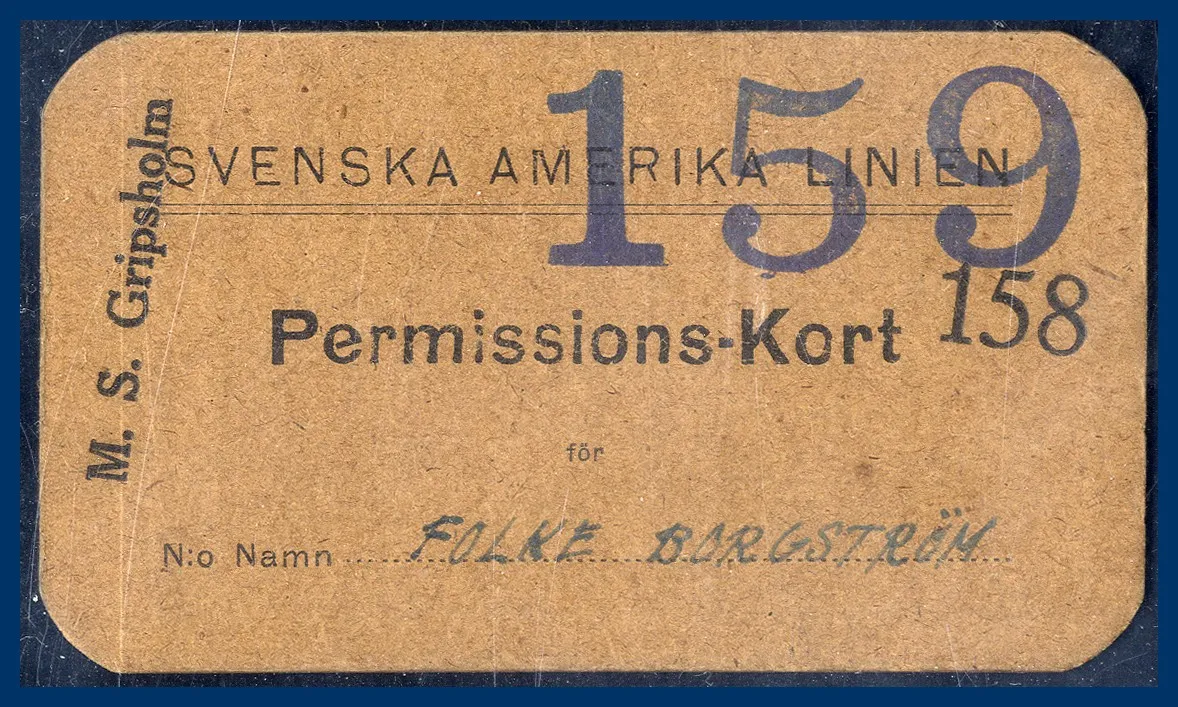 M. S. Gripsholm
159
SVENSKA AMERIKA LINIEN
158
Permissions-Kort
för
N:o Namn FOLKE BORGSTRÖM